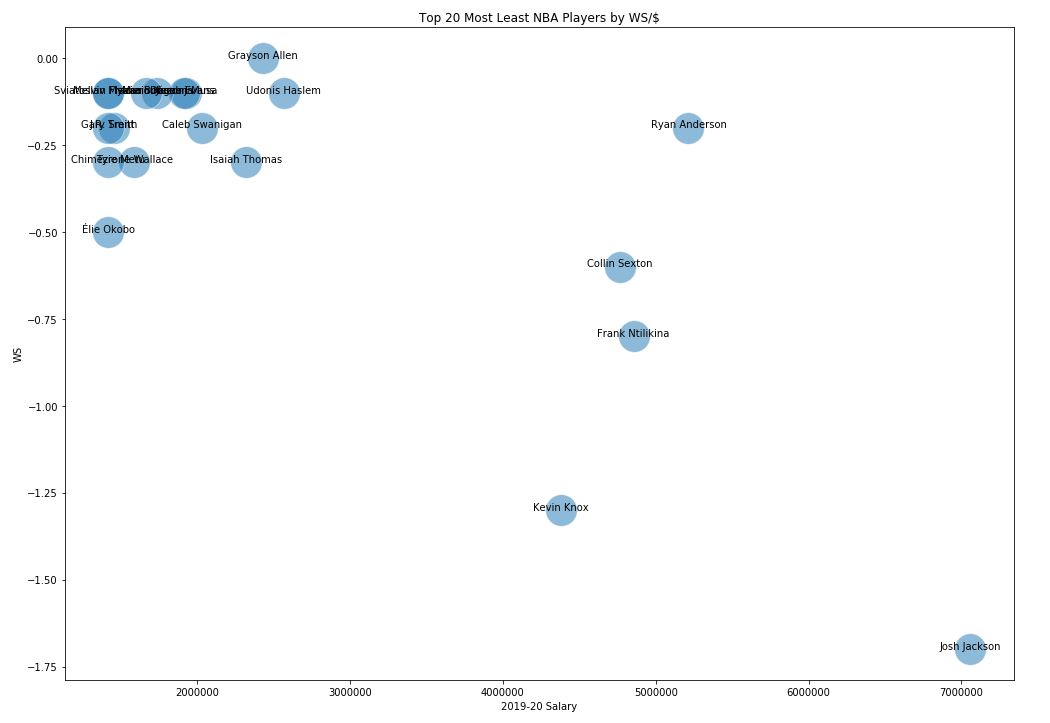 Top 20 Most Least NBA Players by WS/$
0.00
−0.25
−0.50
−0.75
−1.00
−1.25
−1.50
−1.75
WS
Grayson Allen
Udonis Haslem
Caleb Swanigan
Ryan Anderson
Isaiah Thomas
Wallace
Élie Okobo
Collin Sexton
Frank Ntilikina
Kevin Knox
Josh Jackson
2000000 3000000 4000000 5000000 6000000 7000000
2019-20 Salary